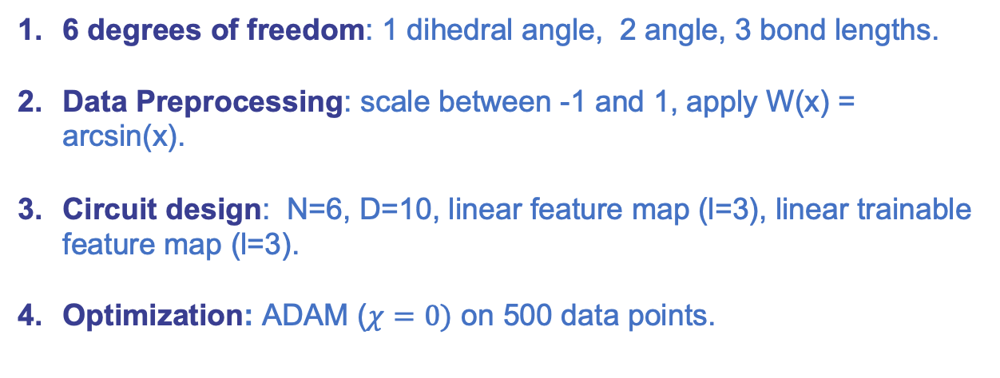 1. 6 degrees of freedom: 1 dihedral angle, 2 angle, 3 bond lengths.
2. Data Preprocessing: scale between -1 and 1, apply W(x) =
arcsin(x).
3. Circuit design: N=6, D=10, linear feature map (l=3), linear trainable
feature map (l=3).
4. Optimization: ADAM (χ = 0) on 500 data points.